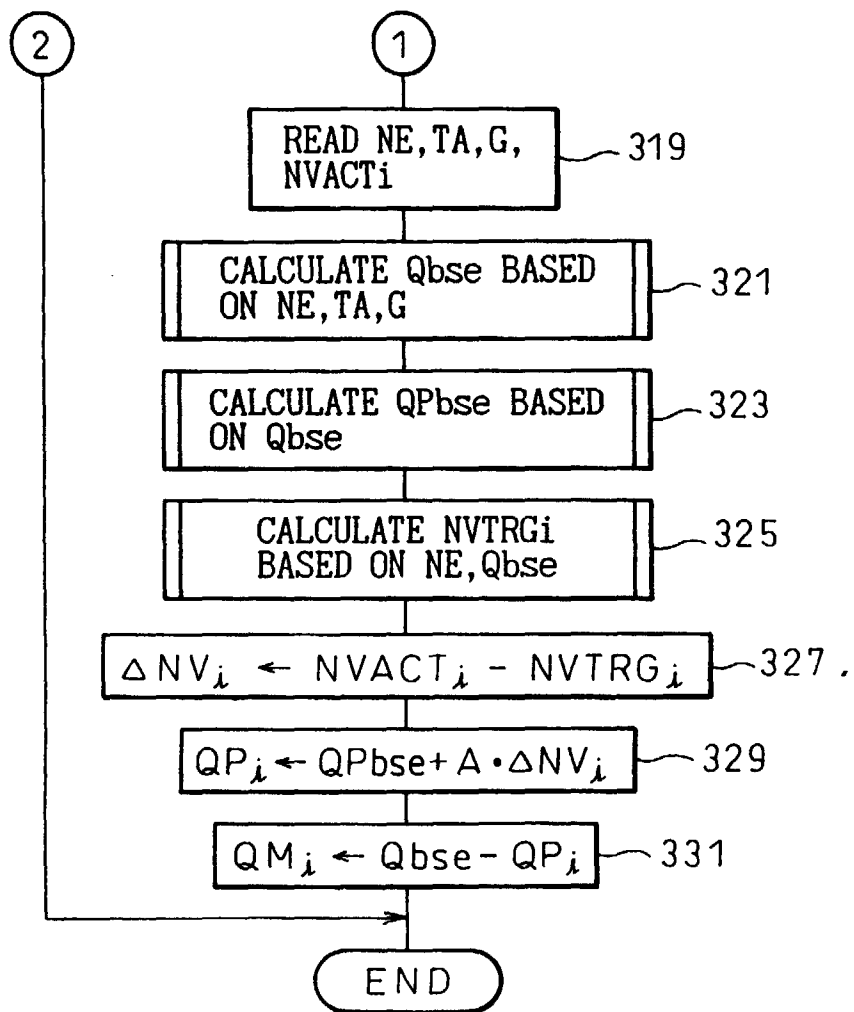 2
1
READ NE,TA,G,
NVACTi
319
CALCULATE Qbse BASED
ON NE,TA,G
321
CALCULATE QPbse BASED
ON Qbse
323
CALCULATE NVTRGi
BASED ON NE,Qbse
325
ΔNVi ← NVACTi - NVTRGi
327.
QPi ← QPbse + A・ΔNVi
329
QMi ← Qbse - QPi
331
END